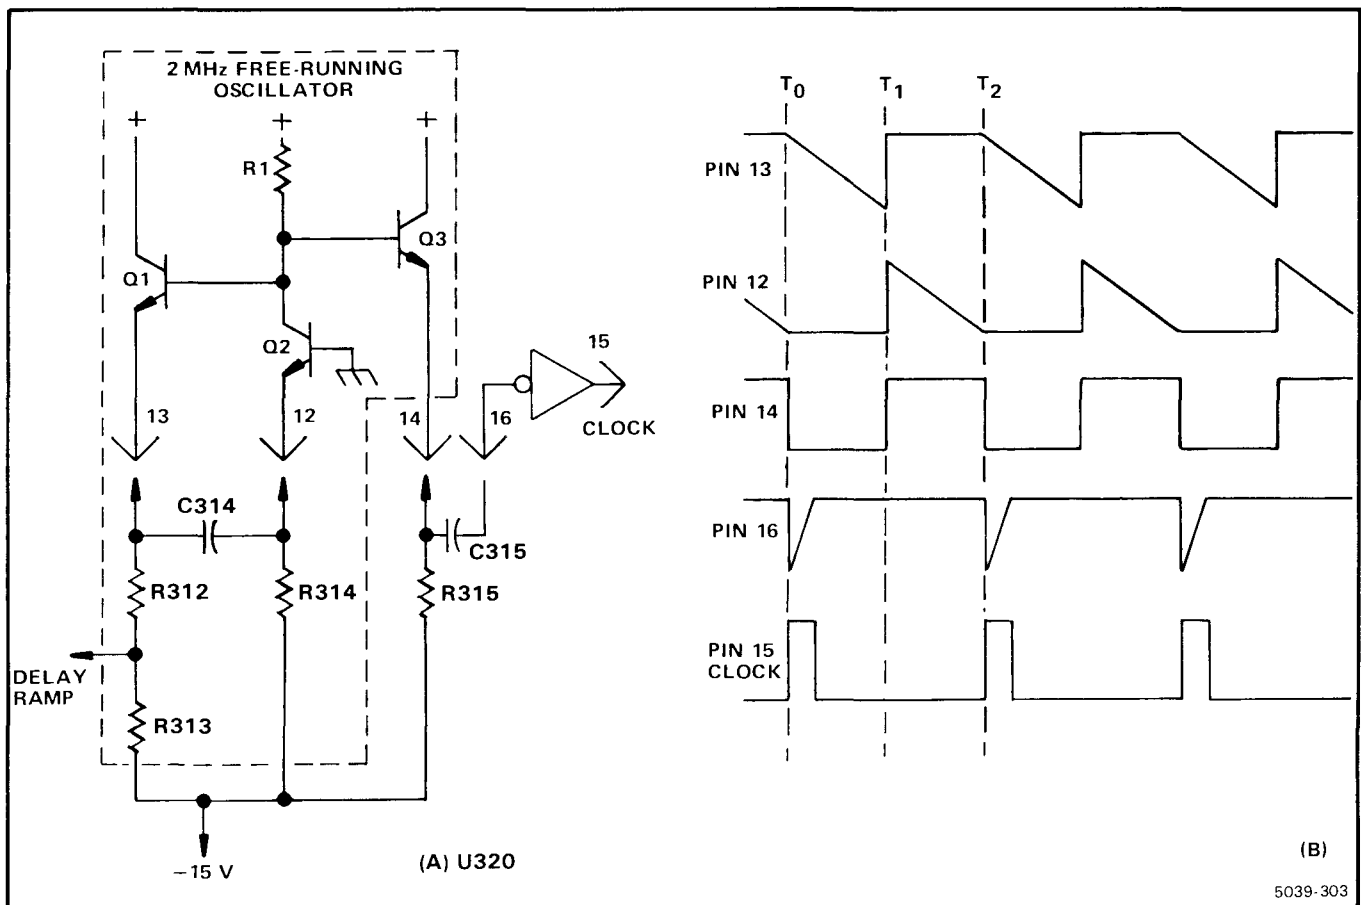 2 MHz FREE-RUNNING
OSCILLATOR
+
+
+
R1
Q1
Q3
Q2
13
12
14
16
15
CLOCK
C314
C315
R312
R314
R315
DELAY
RAMP
R313
−15 V
(A) U320
T0
T1
T2
PIN 13
PIN 12
PIN 14
PIN 16
PIN 15
CLOCK
(B)
5039-303